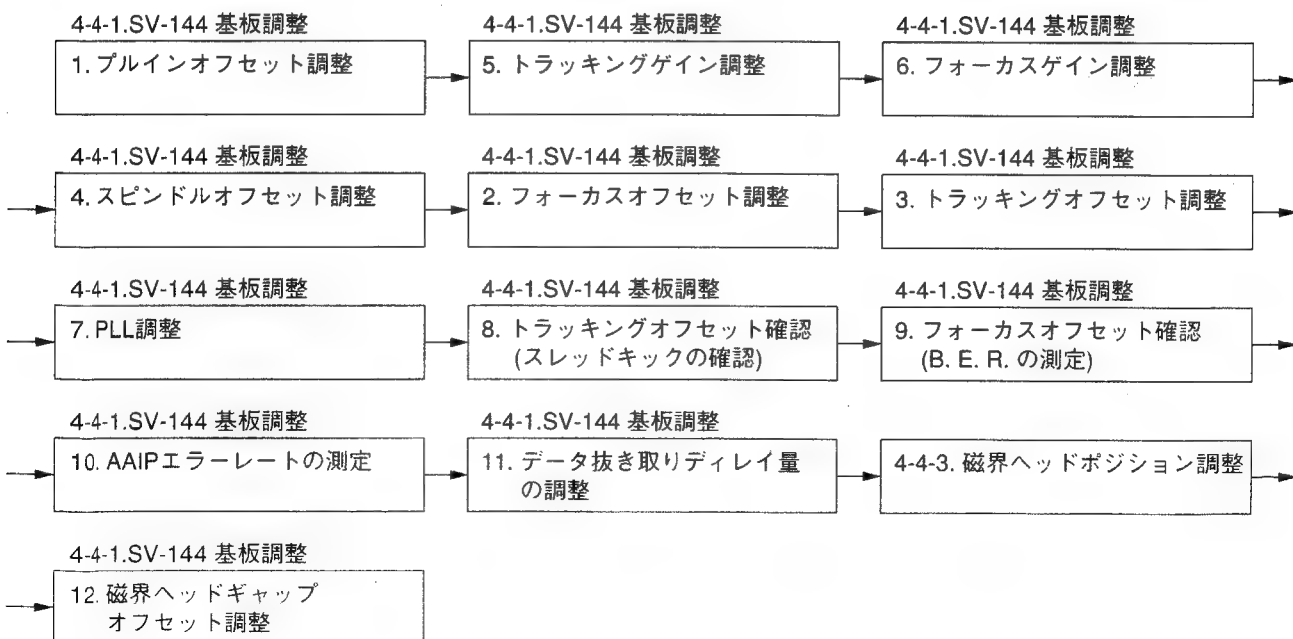 4-4-1.SV-144 基板調整
1. プルインオフセット調整
4-4-1.SV-144 基板調整
5. トラッキングゲイン調整
4-4-1.SV-144 基板調整
6. フォーカスゲイン調整
4-4-1.SV-144 基板調整
4. スピンドルオフセット調整
4-4-1.SV-144 基板調整
2. フォーカスオフセット調整
4-4-1.SV-144 基板調整
3. トラッキングオフセット調整
4-4-1.SV-144 基板調整
7. PLL調整
4-4-1.SV-144 基板調整
8. トラッキングオフセット確認
(スレッドキックの確認)
4-4-1.SV-144 基板調整
9. フォーカスオフセット確認
(B. E. R. の測定)
4-4-1.SV-144 基板調整
10. AAIPエラーレートの測定
4-4-1.SV-144 基板調整
11. データ抜き取りディレイ量
の調整
4-4-3. 磁界ヘッドポジション調整
4-4-1.SV-144 基板調整
12. 磁界ヘッドギャップ
オフセット調整